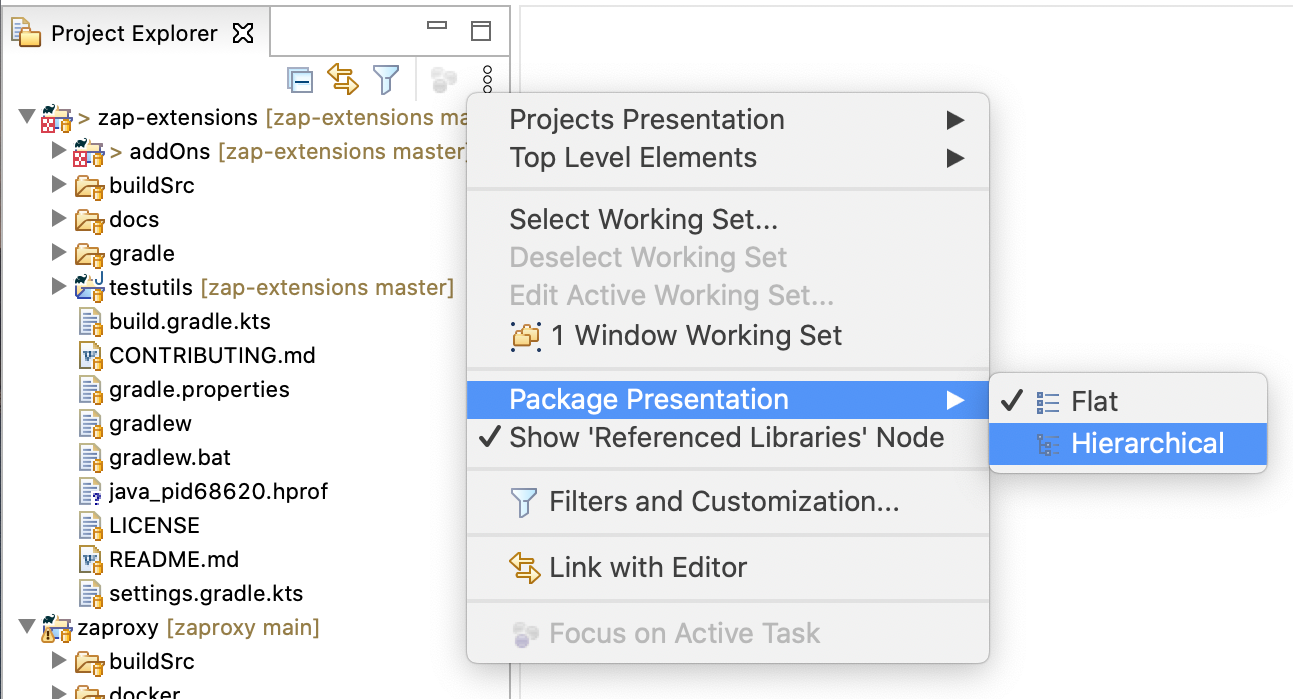 Project Explorer
> zap-extensions [zap-extensions ma
> addOns [zap-extensions master]
buildSrc
docs
gradle
testutils [zap-extensions master]
build.gradle.kts
CONTRIBUTING.md
gradle.properties
gradlew
gradlew.bat
java_pid68620.hprof
LICENSE
README.md
settings.gradle.kts
zaproxy [zaproxy main]
buildSrc
docker
Projects Presentation
Top Level Elements
Select Working Set...
Deselect Working Set
Edit Active Working Set...
1 Window Working Set
Package Presentation
Show 'Referenced Libraries' Node
Filters and Customization...
Link with Editor
Focus on Active Task
Flat
Hierarchical